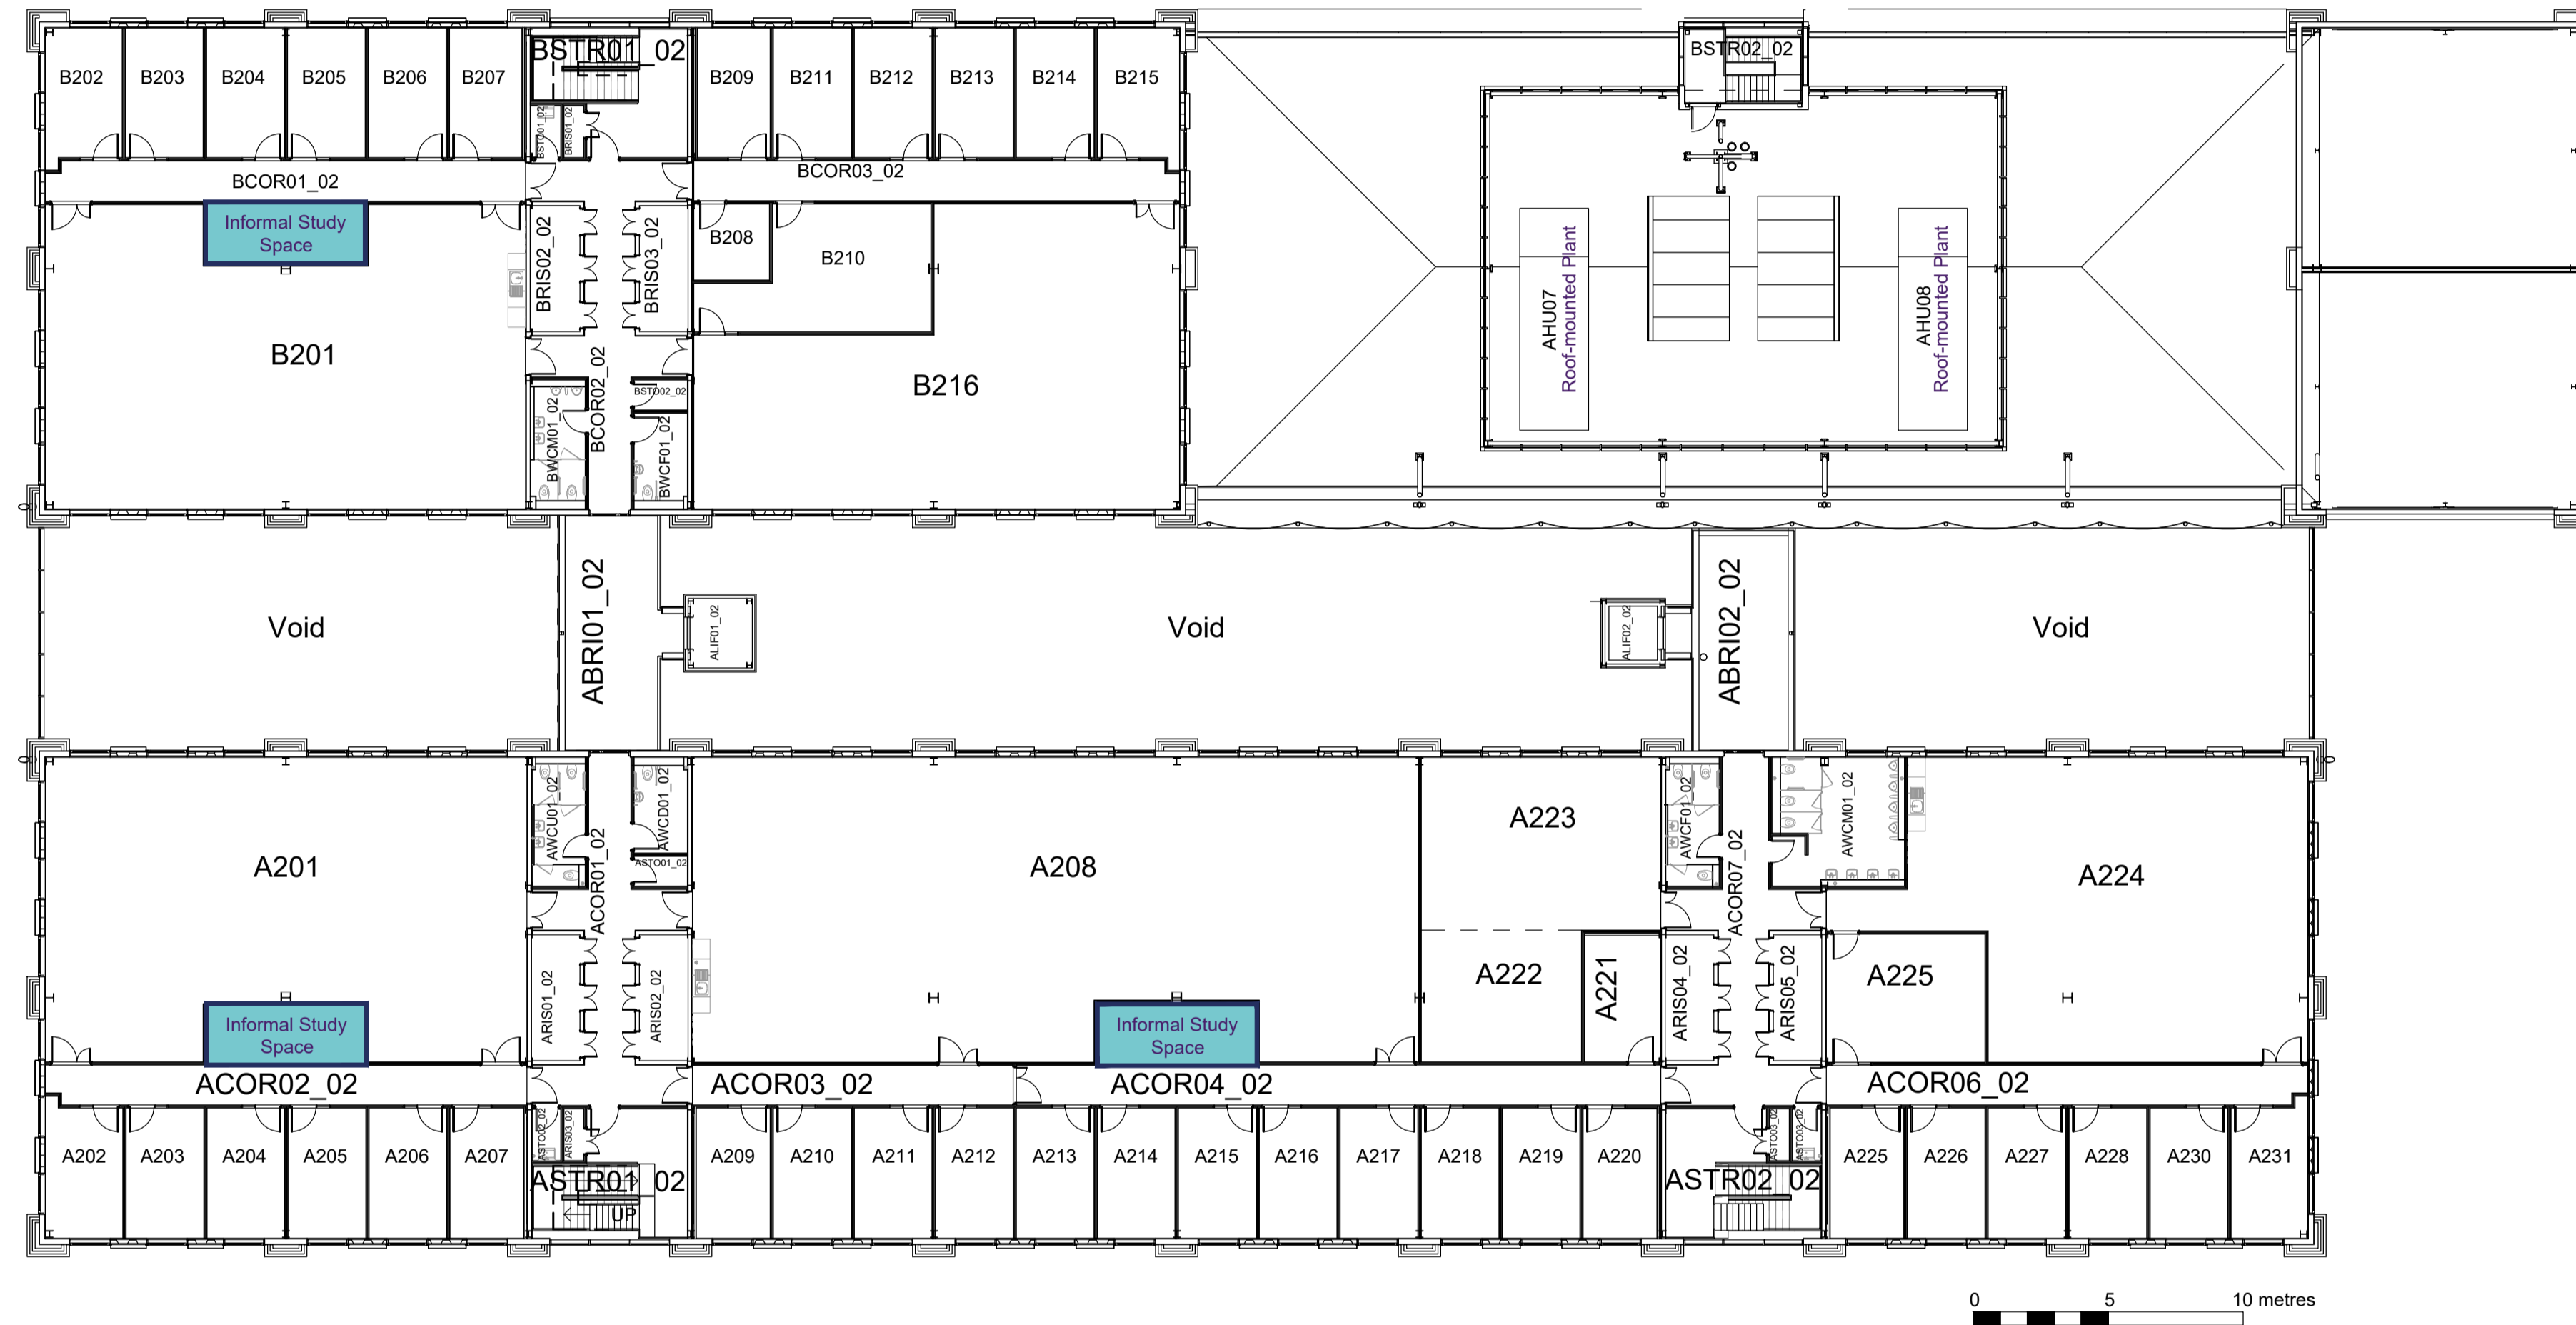 BSTR01_02
BSTR02_02
B202
B203
B204
B205
B206
B207
B209
B211
B212
B213
B214
B215
BSTO01_02
BRIS01_02
BCOR01_02
BCOR03_02
Informal Study
Space
BRIS02_02
BRIS03_02
B208
B210
B201
B216
BCOR02_02
BSTO02_02
BWCM01_02
BWCF01_02
AHU07
Roof-mounted Plant
AHU08
Roof-mounted Plant
Void
ABRI01_02
ALIF01_02
Void
ALIF02_02
ABRI02_02
Void
AWCU01_02
AWCD01_02
ASTO01_02
ACOR01_02
A201
A208
A223
AWCF01_02
ACOR07_02
AWCM01_02
A224
ARIS01_02
ARIS02_02
A222
A221
ARIS04_02
ARIS05_02
A225
Informal Study
Space
Informal Study
Space
ACOR02_02
ACOR03_02
ACOR04_02
ACOR06_02
ASTO02_02
ARIS03_02
ASTO03_02
ASTO03_02
A202
A203
A204
A205
A206
A207
A209
A210
A211
A212
A213
A214
A215
A216
A217
A218
A219
A220
A225
A226
A227
A228
A230
A231
ASTR01_02
UP
ASTR02_02
0 5 10 metres